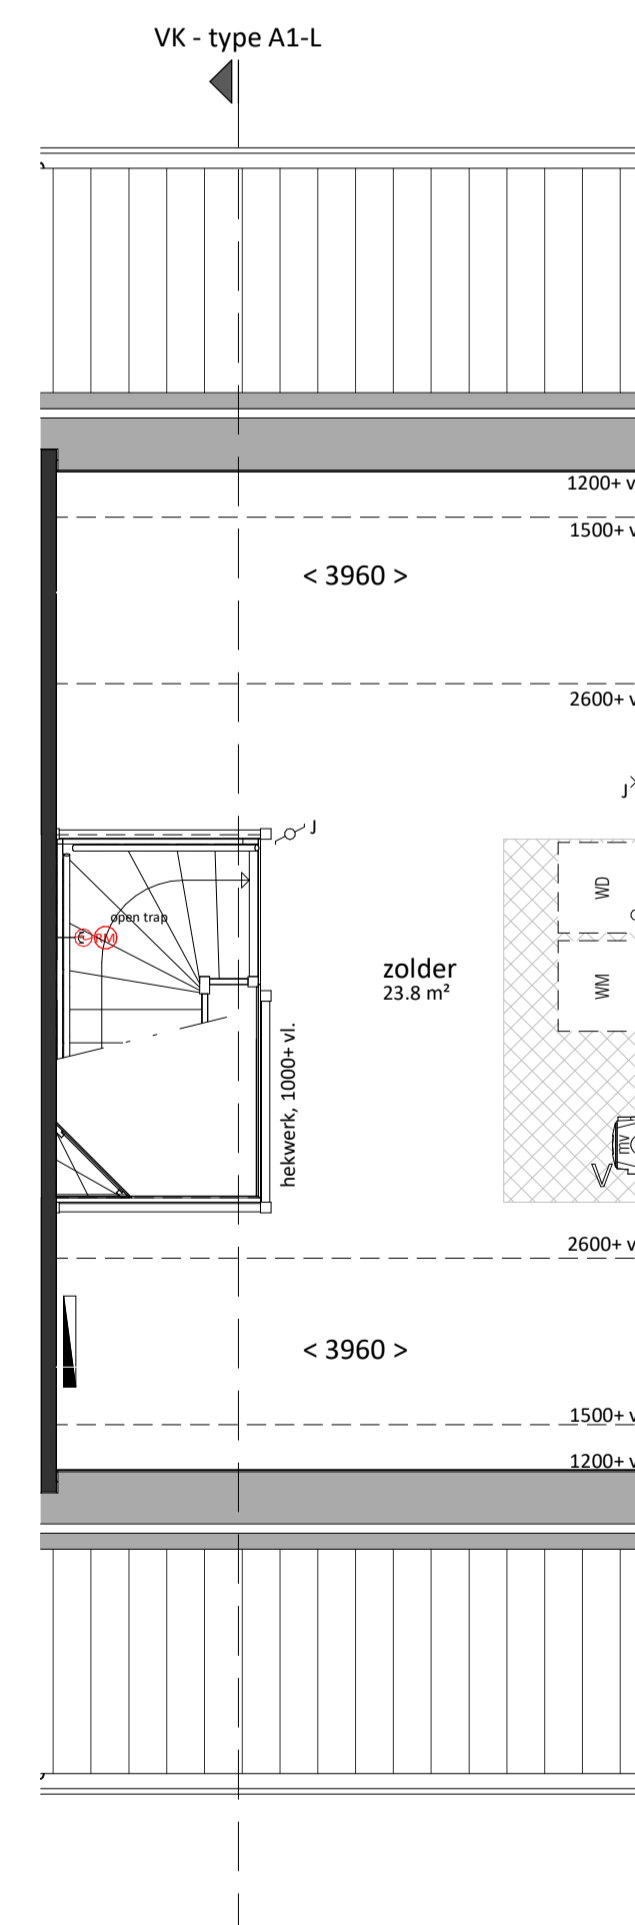 VK - type A1-L
1200+ v
1500+ v
< 3960 >
2600+ v
J
J
open trap
RM
WD
zolder
23.8 m²
WM
hekwerk, 1000+ vl.
mv
2600+ v
< 3960 >
1500+ v
1200+ v